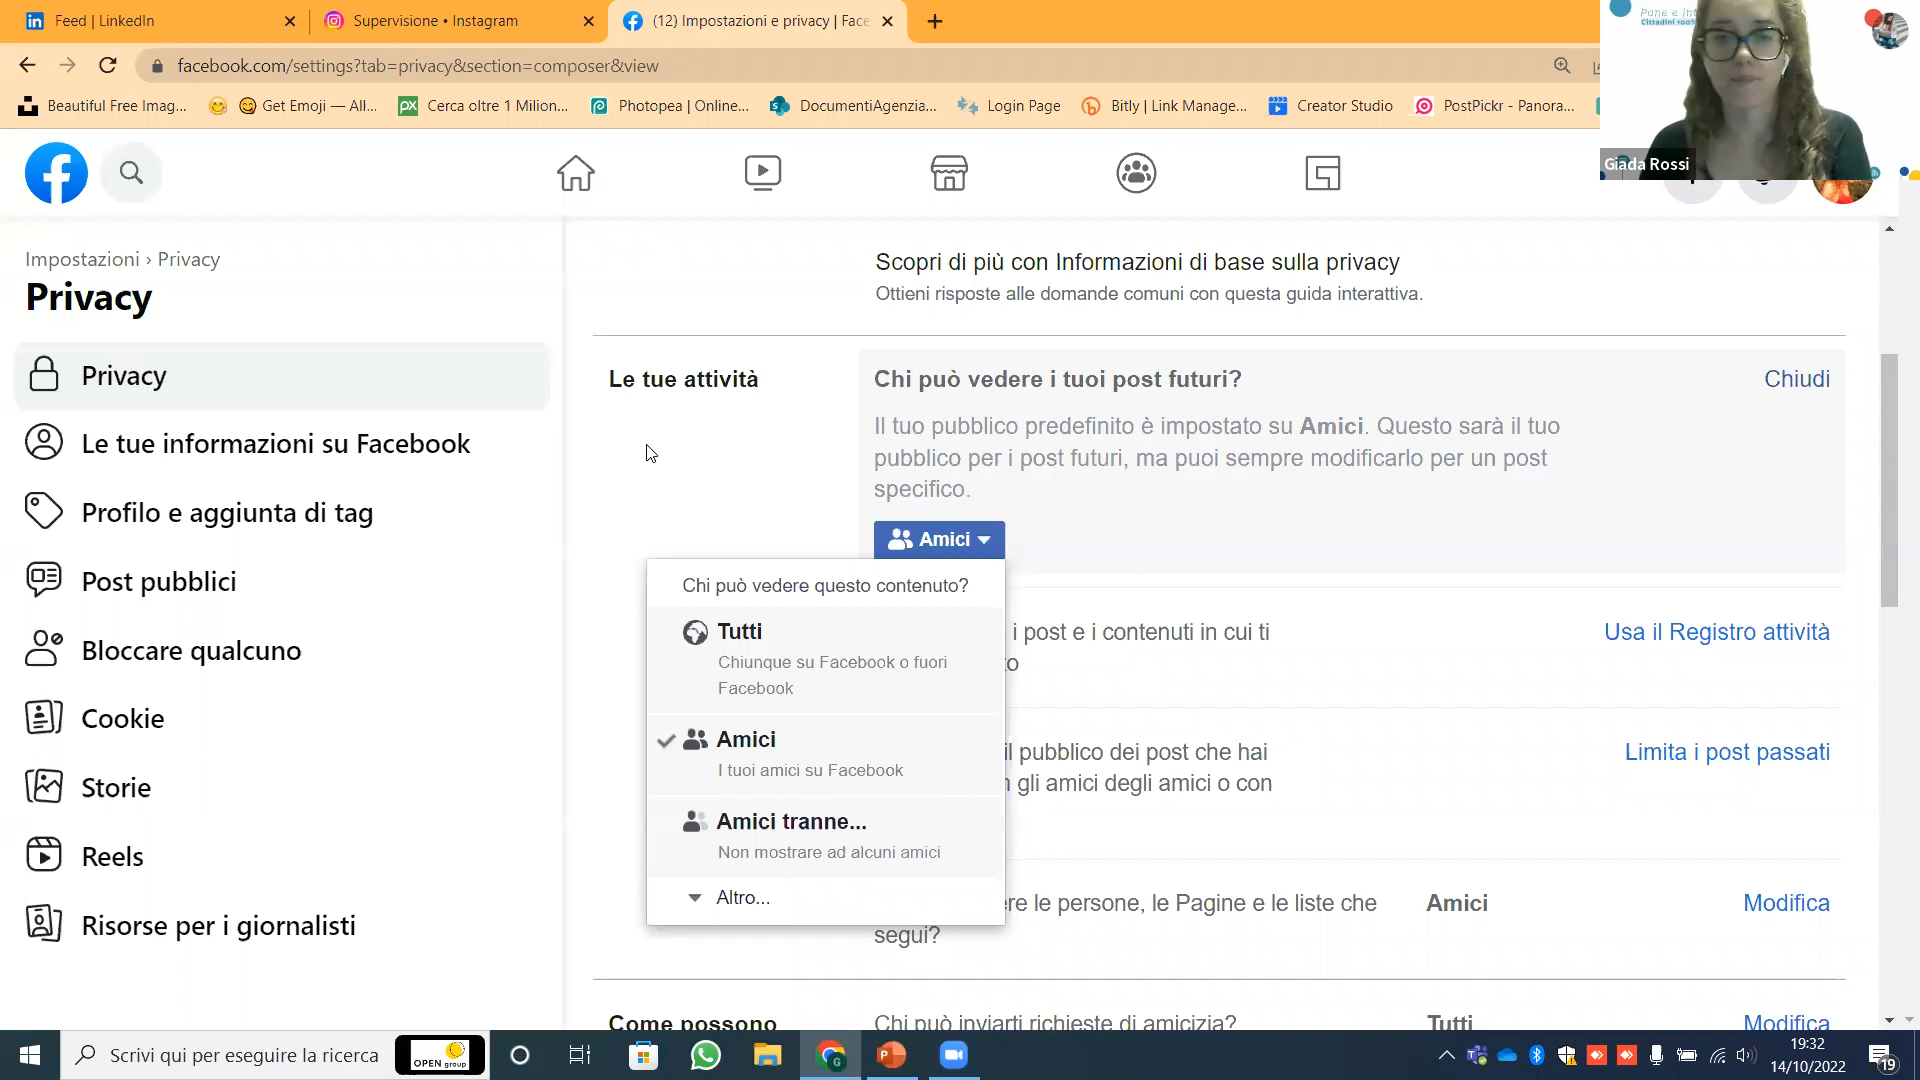 Feed | LinkedIn
Supervisione • Instagram
(12) Impostazioni e privacy | Face
facebook.com/settings?tab=privacy&section=composer&view
Beautiful Free Imag...
Get Emoji — All...
Cerca oltre 1 Milion...
Photopea | Online...
DocumentiAgenzia...
Login Page
Bitly | Link Manage...
Creator Studio
PostPickr - Panora...
Pane e Int
Cittadini 100%
Giada Rossi
Impostazioni › Privacy
Privacy
Privacy
Le tue informazioni su Facebook
Profilo e aggiunta di tag
Post pubblici
Bloccare qualcuno
Cookie
Storie
Reels
Risorse per i giornalisti
Scopri di più con Informazioni di base sulla privacy
Ottieni risposte alle domande comuni con questa guida interattiva.
Le tue attività
Chi può vedere i tuoi post futuri?
Chiudi
Il tuo pubblico predefinito è impostato su Amici. Questo sarà il tuo
pubblico per i post futuri, ma puoi sempre modificarlo per un post
specifico.
Amici
Chi può vedere questo contenuto?
Tutti
Chiunque su Facebook o fuori
Facebook
Amici
I tuoi amici su Facebook
Amici tranne...
Non mostrare ad alcuni amici
Altro...
i post e i contenuti in cui ti
to
Usa il Registro attività
il pubblico dei post che hai
gli amici degli amici o con
Limita i post passati
ere le persone, le Pagine e le liste che
segui?
Amici
Modifica
Come possono
Chi può inviarti richieste di amicizia?
Tutti
Modifica
Scrivi qui per eseguire la ricerca
OPEN group
19:32
14/10/2022
19